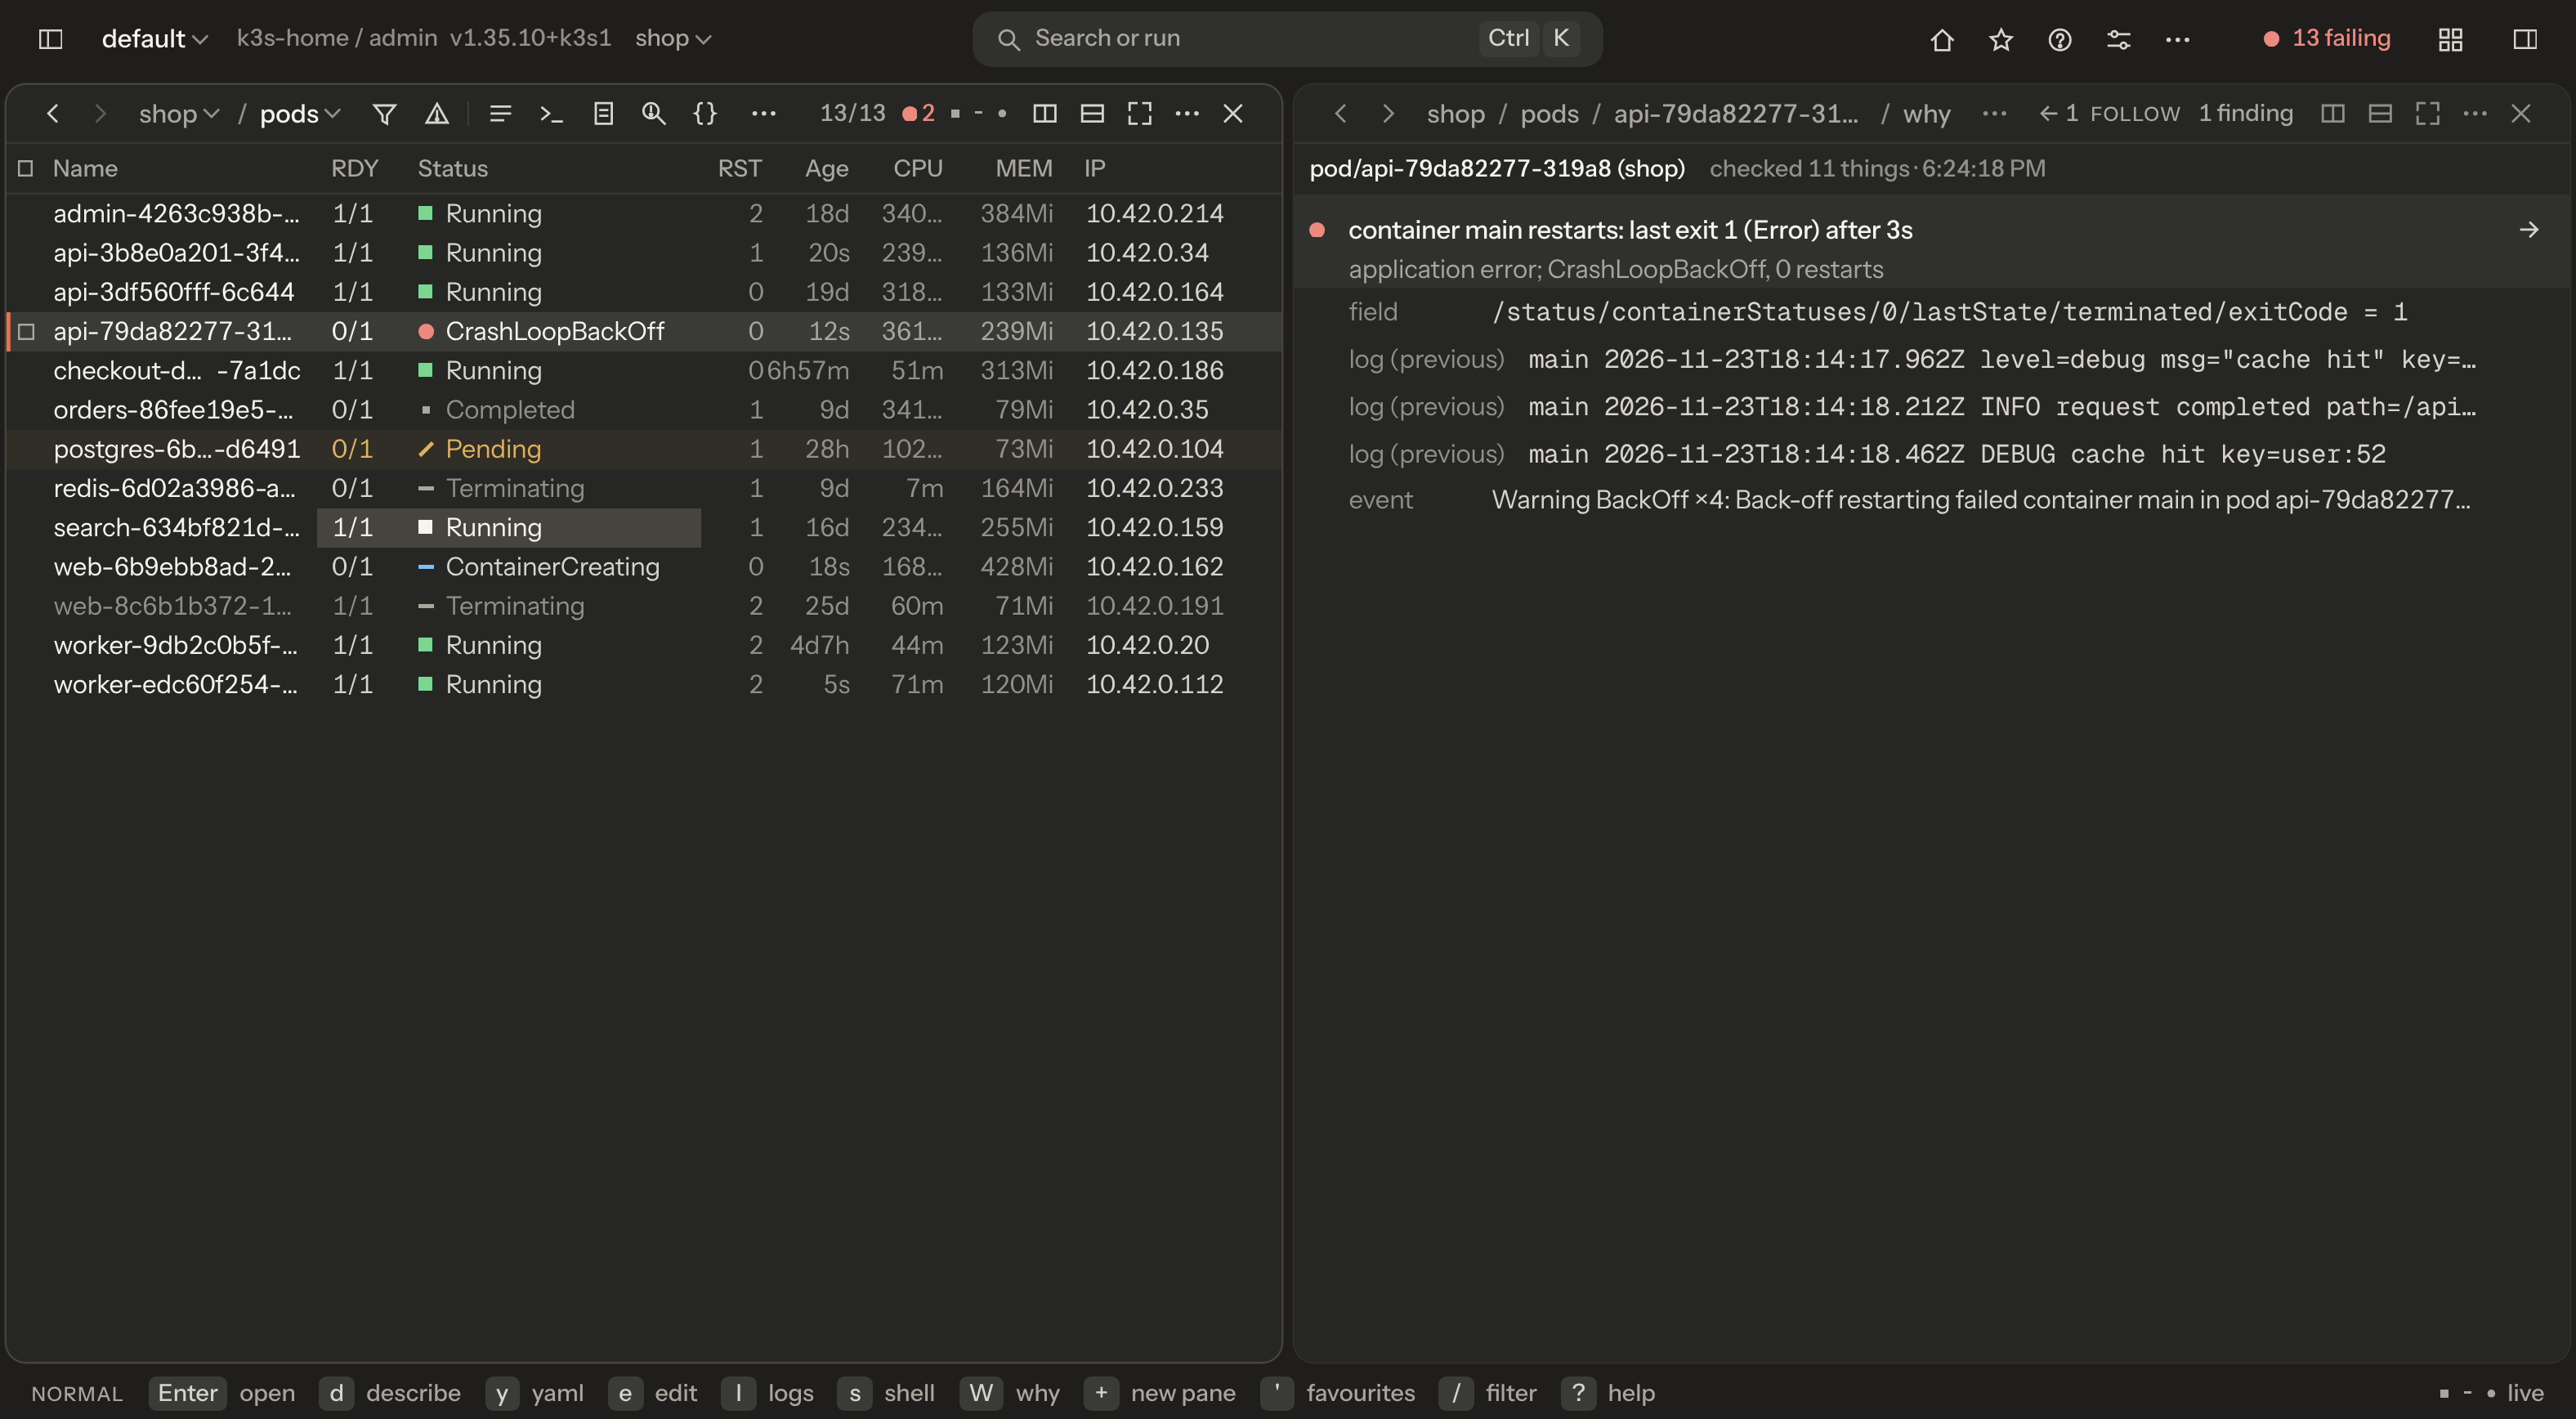 default k3s-home / admin v1.35.10+k3s1 shop Search or run Ctrl K 13 failing
shop / pods 13/13 2
Name RDY Status RST Age CPU MEM IP
admin-4263c938b-... 1/1 Running 2 18d 340... 384Mi 10.42.0.214
api-3b8e0a201-3f4... 1/1 Running 1 20s 239... 136Mi 10.42.0.34
api-3df560fff-6c644 1/1 Running 0 19d 318... 133Mi 10.42.0.164
api-79da82277-31... 0/1 CrashLoopBackOff 0 12s 361... 239Mi 10.42.0.135
checkout-d... -7a1dc 1/1 Running 0 6h57m 51m 313Mi 10.42.0.186
orders-86fee19e5-... 0/1 Completed 1 9d 341... 79Mi 10.42.0.35
postgres-6b...-d6491 0/1 Pending 1 28h 102... 73Mi 10.42.0.104
redis-6d02a3986-a... 0/1 Terminating 1 9d 7m 164Mi 10.42.0.233
search-634bf821d-... 1/1 Running 1 16d 234... 255Mi 10.42.0.159
web-6b9ebb8ad-2... 0/1 ContainerCreating 0 18s 168... 428Mi 10.42.0.162
web-8c6b1b372-1... 1/1 Terminating 2 25d 60m 71Mi 10.42.0.191
worker-9db2c0b5f-... 1/1 Running 2 4d7h 44m 123Mi 10.42.0.20
worker-edc60f254-... 1/1 Running 2 5s 71m 120Mi 10.42.0.112
shop / pods / api-79da82277-31... / why ... ← 1 FOLLOW 1 finding
pod/api-79da82277-319a8 (shop) checked 11 things · 6:24:18 PM
container main restarts: last exit 1 (Error) after 3s →
application error; CrashLoopBackOff, 0 restarts
field /status/containerStatuses/0/lastState/terminated/exitCode = 1
log (previous) main 2026-11-23T18:14:17.962Z level=debug msg="cache hit" key=...
log (previous) main 2026-11-23T18:14:18.212Z INFO request completed path=/api...
log (previous) main 2026-11-23T18:14:18.462Z DEBUG cache hit key=user:52
event Warning BackOff ×4: Back-off restarting failed container main in pod api-79da82277...
NORMAL Enter open d describe y yaml e edit l logs s shell W why + new pane ' favourites / filter ? help live